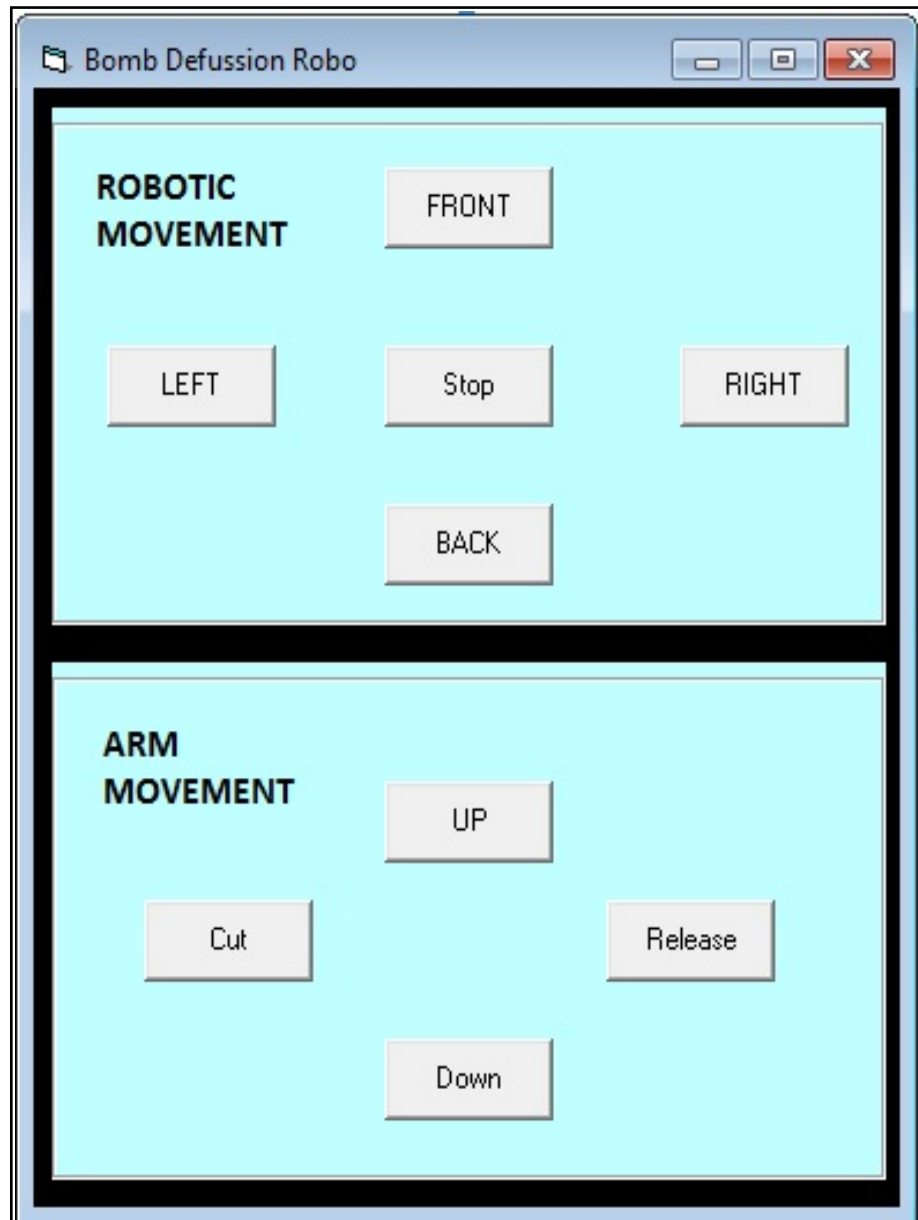 Bomb Defussion Robo
ROBOTIC
MOVEMENT
FRONT
LEFT
Stop
RIGHT
BACK
ARM
MOVEMENT
UP
Cut
Release
Down